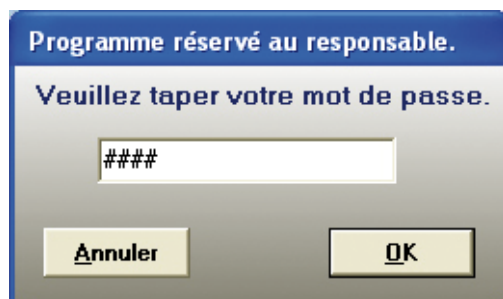 Programme réservé au responsable.
Veuillez taper votre mot de passe.
####
Annuler
OK